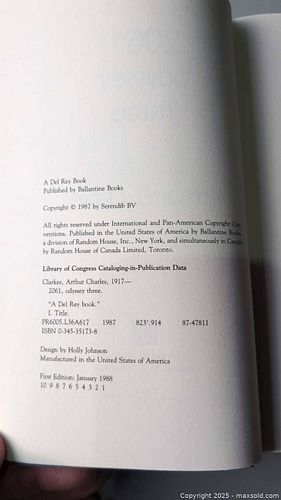 A Del Rey Book
Published by Ballantine Books
Copyright © 1987 by Serendib BV
All rights reserved under International and Pan-American Copyright Con-
ventions. Published in the United States of America by Ballantine Books,
a division of Random House, Inc., New York, and simultaneously in Canada
by Random House of Canada Limited, Toronto.
Library of Congress Cataloging-in-Publication Data
Clarkes, Arthur Charles, 1917—
2061, odyssey three.
"A Del Rey book."
I. Title.
PR6005.L36A617 1987 823'.914 87-47811
ISBN 0-345-35173-8
Design by Holly Johnson
Manufactured in the United States of America
First Edition: January 1988
10 9 8 7 6 5 4 3 2 1
Copyright 2025 - maxsold.com